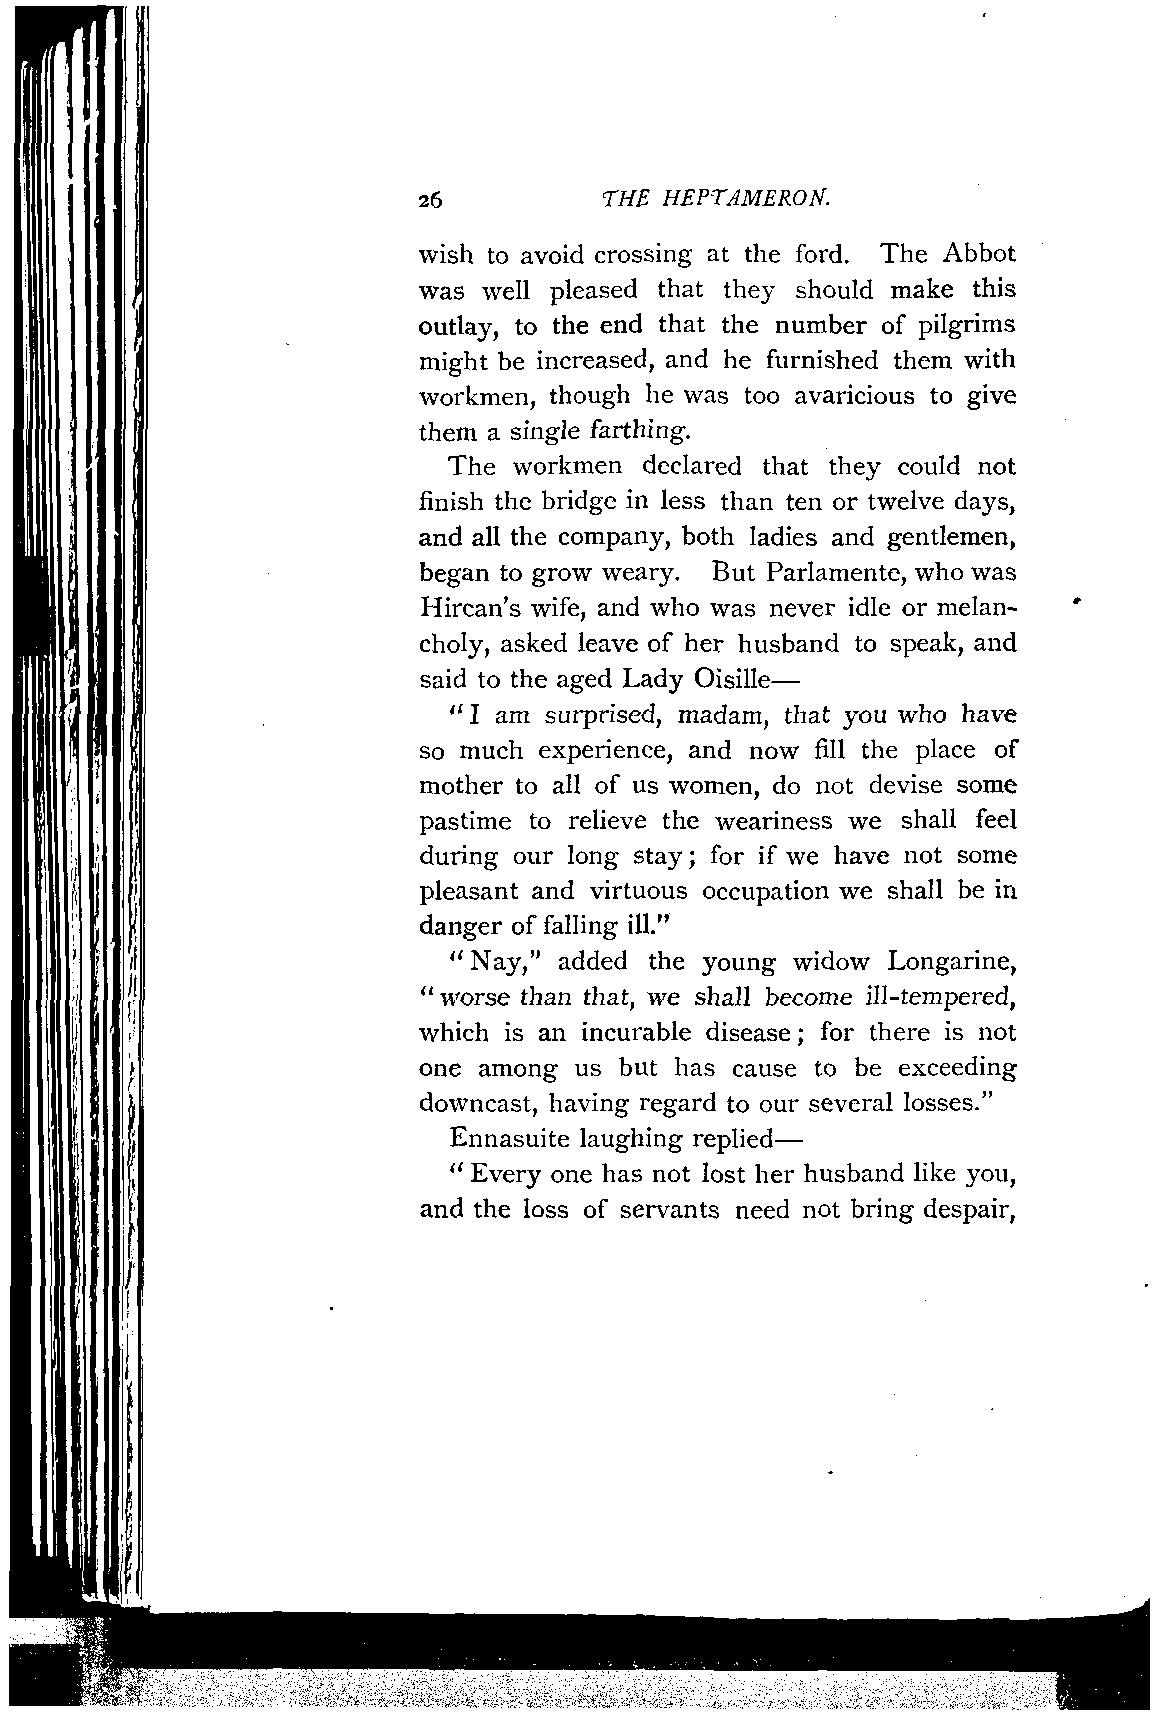 26 THE HEPTAMERON.
wish to avoid crossing at the ford. The Abbot
was well pleased that they should make this
outlay, to the end that the number of pilgrims
might be increased, and he furnished them with
workmen, though he was too avaricious to give
them a single farthing.
The workmen declared that they could not
finish the bridge in less than ten or twelve days,
and all the company, both ladies and gentlemen,
began to grow weary. But Parlamente, who was
Hircan's wife, and who was never idle or melan-
choly, asked leave of her husband to speak, and
said to the aged Lady Oisille—
"I am surprised, madam, that you who have
so much experience, and now fill the place of
mother to all of us women, do not devise some
pastime to relieve the weariness we shall feel
during our long stay; for if we have not some
pleasant and virtuous occupation we shall be in
danger of falling ill."
"Nay," added the young widow Longarine,
"worse than that, we shall become ill-tempered,
which is an incurable disease; for there is not
one among us but has cause to be exceeding
downcast, having regard to our several losses."
Ennasuite laughing replied—
"Every one has not lost her husband like you,
and the loss of servants need not bring despair,